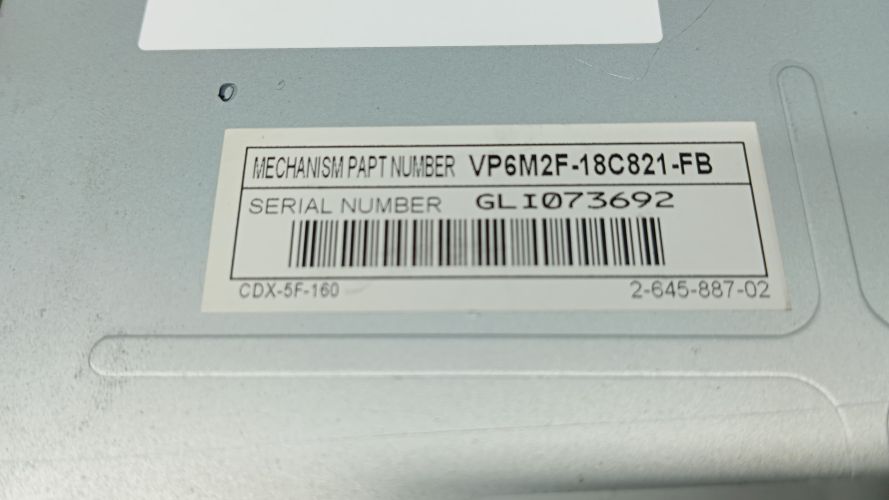 MECHANISM PAPT NUMBER VP6M2F-18C821-FB
SERIAL NUMBER GLI073692
CDX-5F-160 2-645-887-02